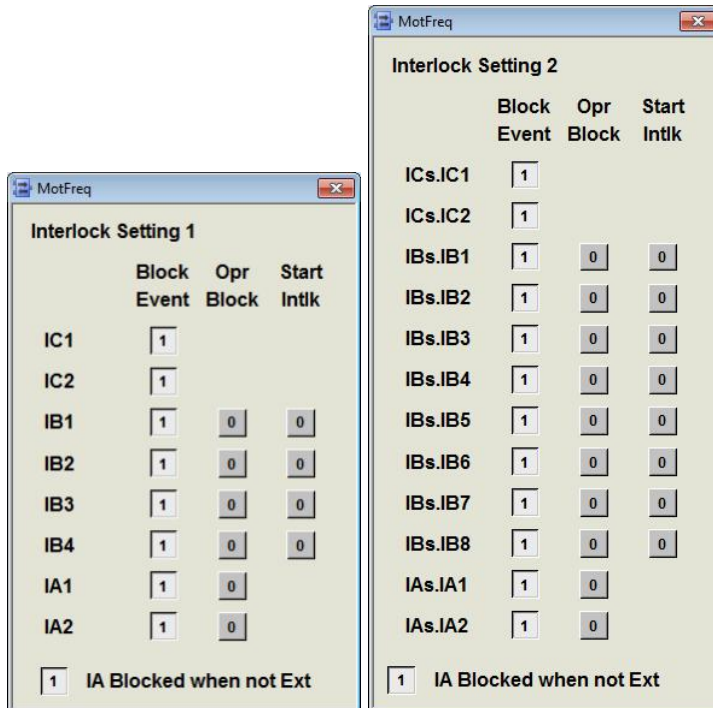 MotFreq
Interlock Setting 1
Block Opr Start
Event Block Intlk
IC1 1
IC2 1
IB1 1 0 0
IB2 1 0 0
IB3 1 0 0
IB4 1 0 0
IA1 1 0
IA2 1 0
1 IA Blocked when not Ext
MotFreq
Interlock Setting 2
Block Opr Start
Event Block Intlk
ICs.IC1 1
ICs.IC2 1
IBs.IB1 1 0 0
IBs.IB2 1 0 0
IBs.IB3 1 0 0
IBs.IB4 1 0 0
IBs.IB5 1 0 0
IBs.IB6 1 0 0
IBs.IB7 1 0 0
IBs.IB8 1 0 0
IAs.IA1 1 0
IAs.IA2 1 0
1 IA Blocked when not Ext